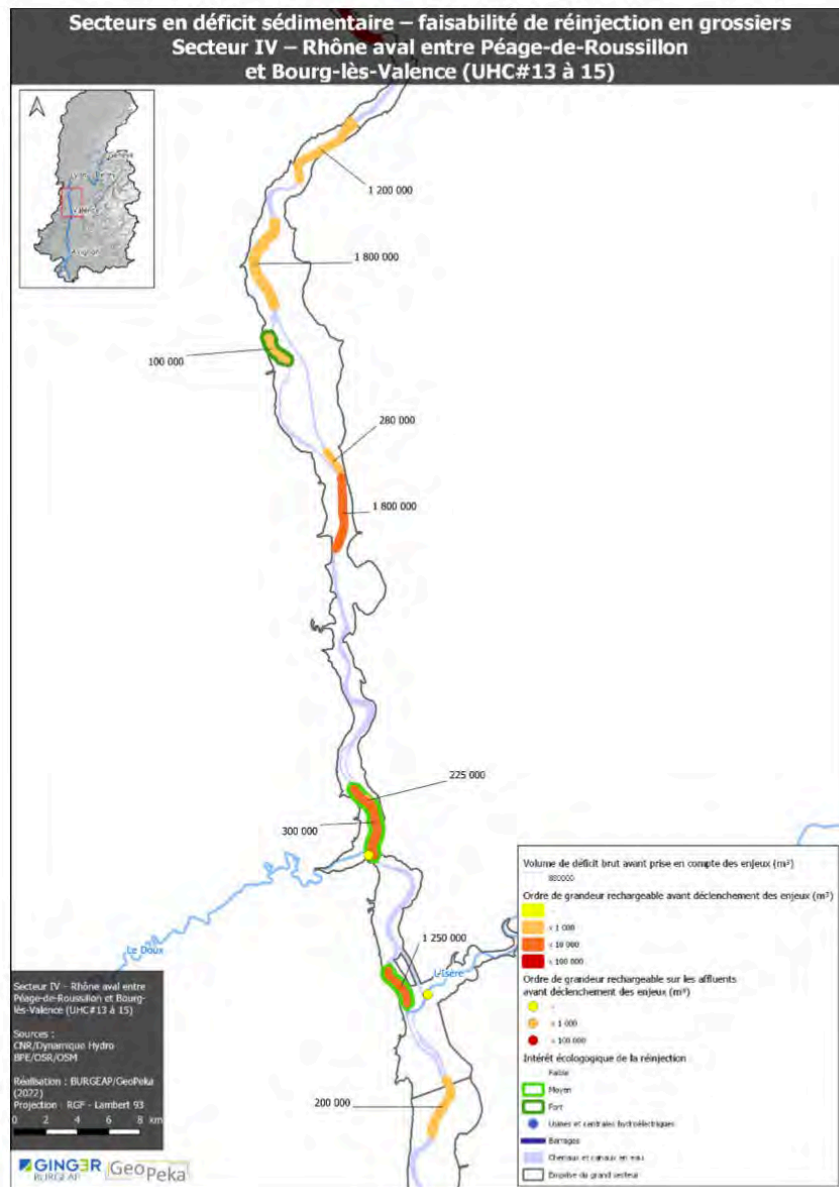 Secteurs en déficit sédimentaire – faisabilité de réinjection en grossiers
Secteur IV – Rhône aval entre Péage-de-Roussillon
et Bourg-lès-Valence (UHC#13 à 15)
Valence
1 200 000
1 800 000
100 000
280 000
1 800 000
225 000
300 000
Le Doux
1 250 000
L'Isère
200 000
Volume de déficit brut avant prise en compte des enjeux (m³)
880000
Ordre de grandeur rechargeable avant déclenchement des enjeux (m³)
-
< 1 000
< 10 000
< 100 000
Ordre de grandeur rechargeable sur les affluents
avant déclenchement des enjeux (m³)
-
< 1 000
< 100 000
Intérêt écologogique de la réinjection
Faible
Moyen
Fort
Usines et centrales hydroélectriques
Barrages
Chenaux et canaux en eau
Emprise du grand secteur
Secteur IV - Rhône aval entre
Péage-de-Roussillon et Bourg-
lès-Valence (UHC#13 à 15)
Sources :
CNR/Dynamique Hydro
BPE/OSR/OSM
Réalisation : BURGEAP/GeoPeka
(2022)
Projection : RGF - Lambert 93
0 2 4 6 8 km
GINGER
BURGEAP
GeoPeka